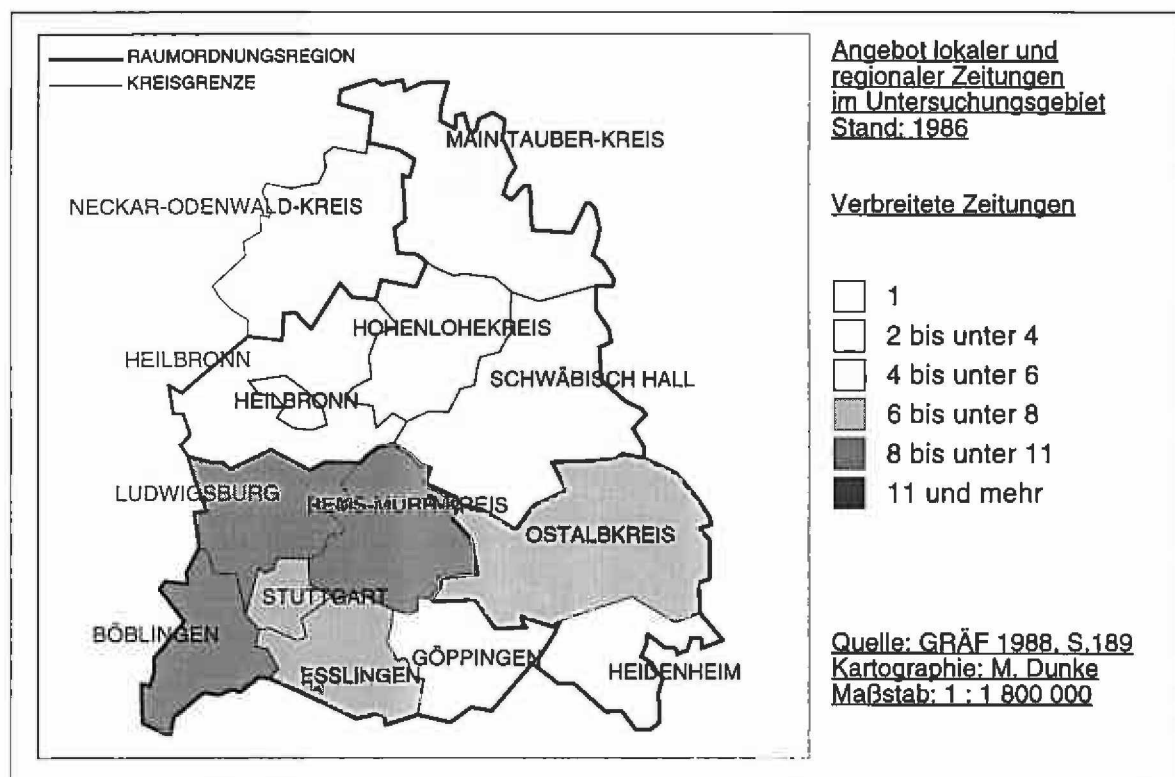 RAUMORDNUNGSREGION
KREISGRENZE
MAIN-TAUBER-KREIS
NECKAR-ODENWALD-KREIS
HOHENLOHEKREIS
HEILBRONN
SCHWÄBISCH HALL
HEILBRONN
LUDWIGSBURG
REMS-MURR-KREIS
OSTALBKREIS
STUTTGART
BÖBLINGEN
GÖPPINGEN
ESSLINGEN
HEIDENHEIM
Angebot lokaler und
regionaler Zeitungen
im Untersuchungsgebiet
Stand: 1986
Verbreitete Zeitungen
1
2 bis unter 4
4 bis unter 6
6 bis unter 8
8 bis unter 11
11 und mehr
Quelle: GRÄF 1988, S.189
Kartographie: M. Dunke
Maßstab: 1 : 1 800 000